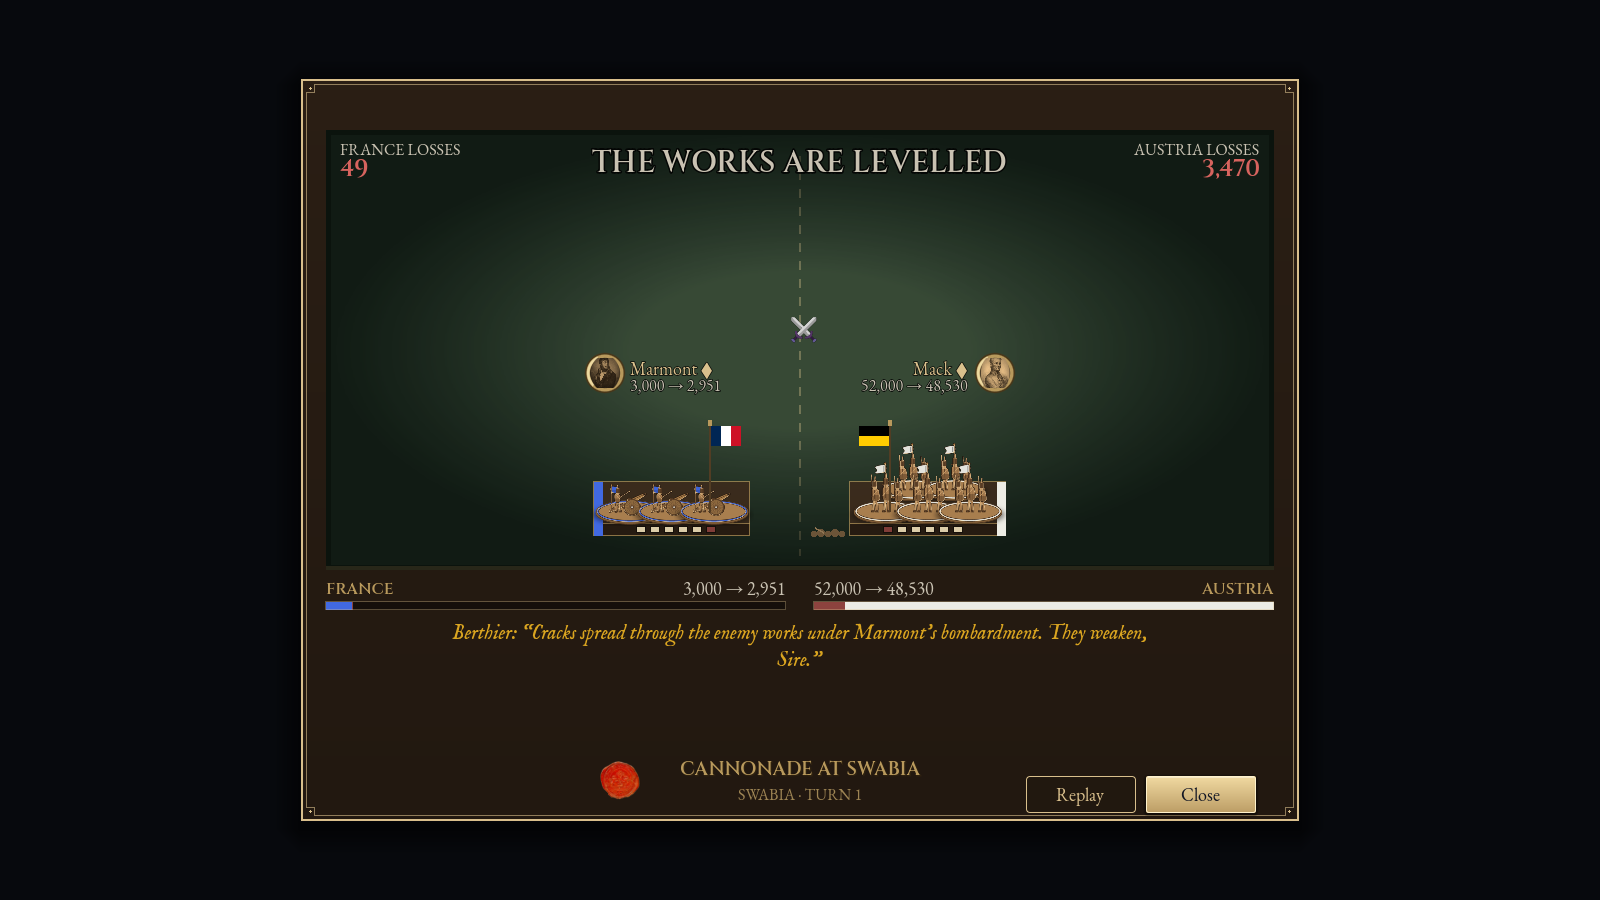 FRANCE LOSSES
49
THE WORKS ARE LEVELLED
AUSTRIA LOSSES
3,470
Marmont
3,000 → 2,951
Mack
52,000 → 48,530
FRANCE
3,000 → 2,951
52,000 → 48,530
AUSTRIA
Berthier: “Cracks spread through the enemy works under Marmont’s bombardment. They weaken,
Sire.”
CANNONADE AT SWABIA
SWABIA · TURN 1
Replay
Close